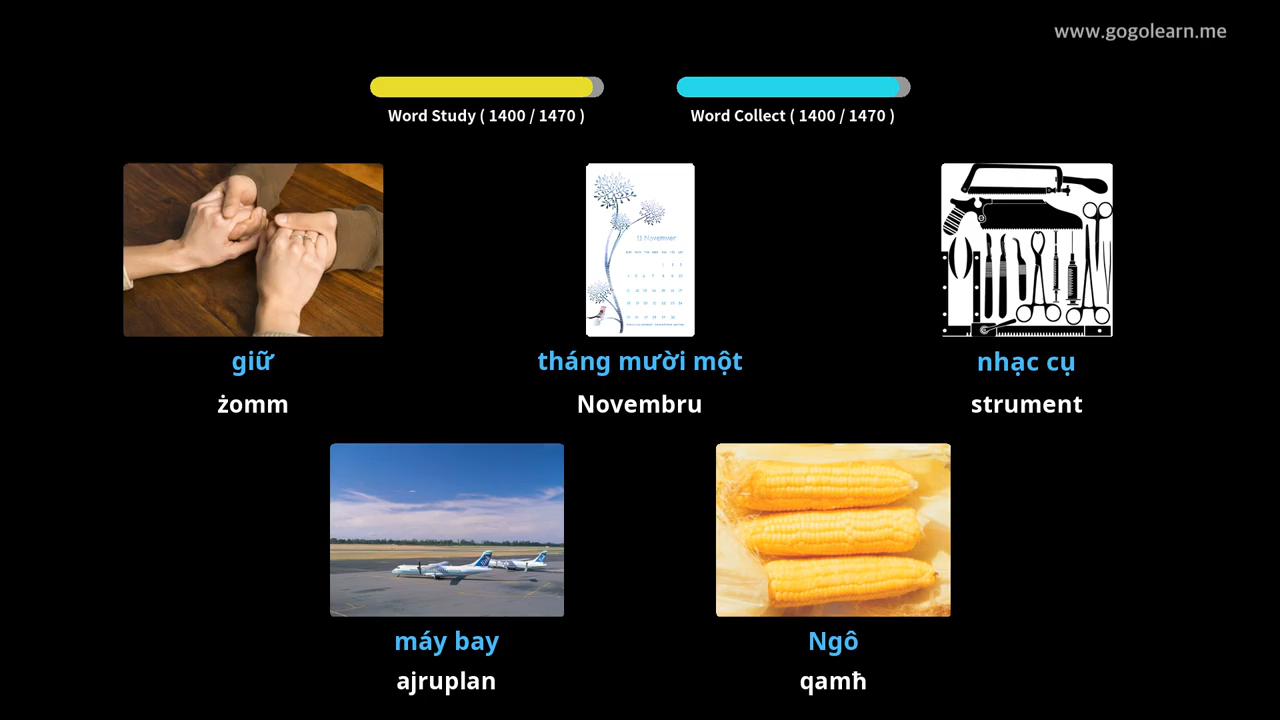 www.gogolearn.me
Word Study ( 1400 / 1470 )
Word Collect ( 1400 / 1470 )
giữ
tháng mười một
nhạc cụ
żomm
Novembru
strument
máy bay
Ngô
ajruplan
qamħ